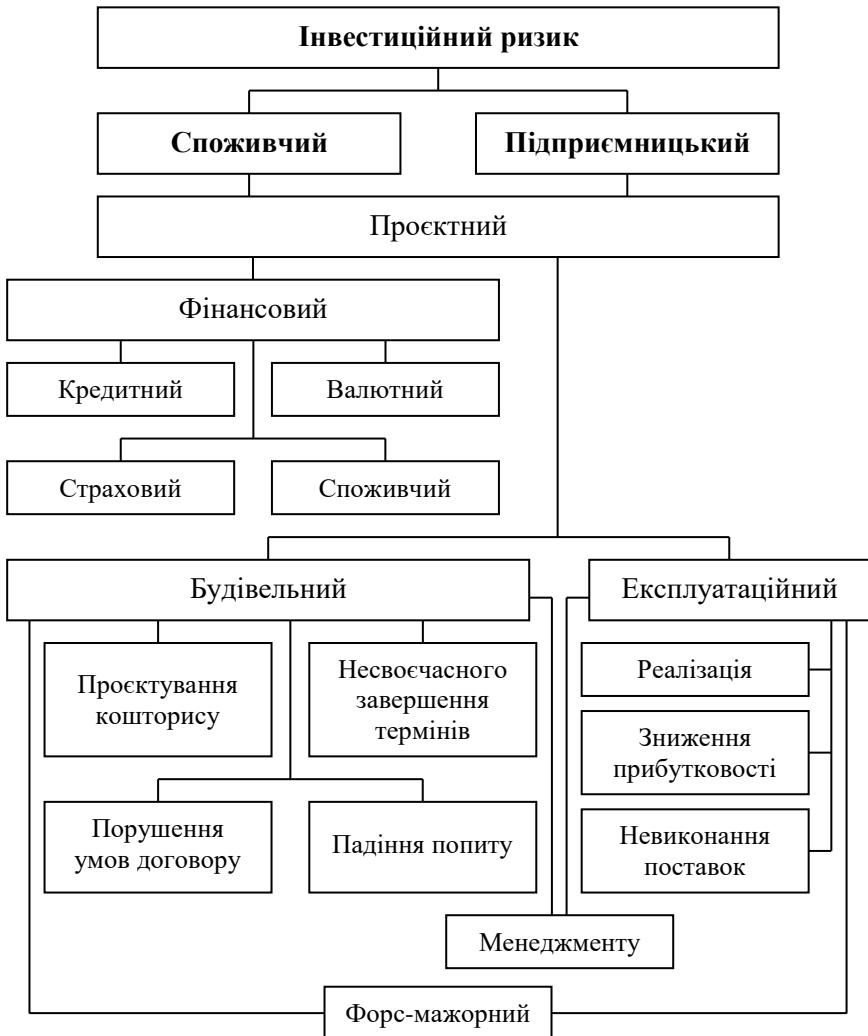 Інвестиційний ризик
Споживчий
Підприємницький
Проєктний
Фінансовий
Кредитний
Валютний
Страховий
Споживчий
Будівельний
Експлуатаційний
Проєктування
кошторису
Несвоєчасного
завершення
термінів
Реалізація
Зниження
прибутковості
Порушення
умов договору
Падіння попиту
Невиконання
поставок
Менеджменту
Форс-мажорний